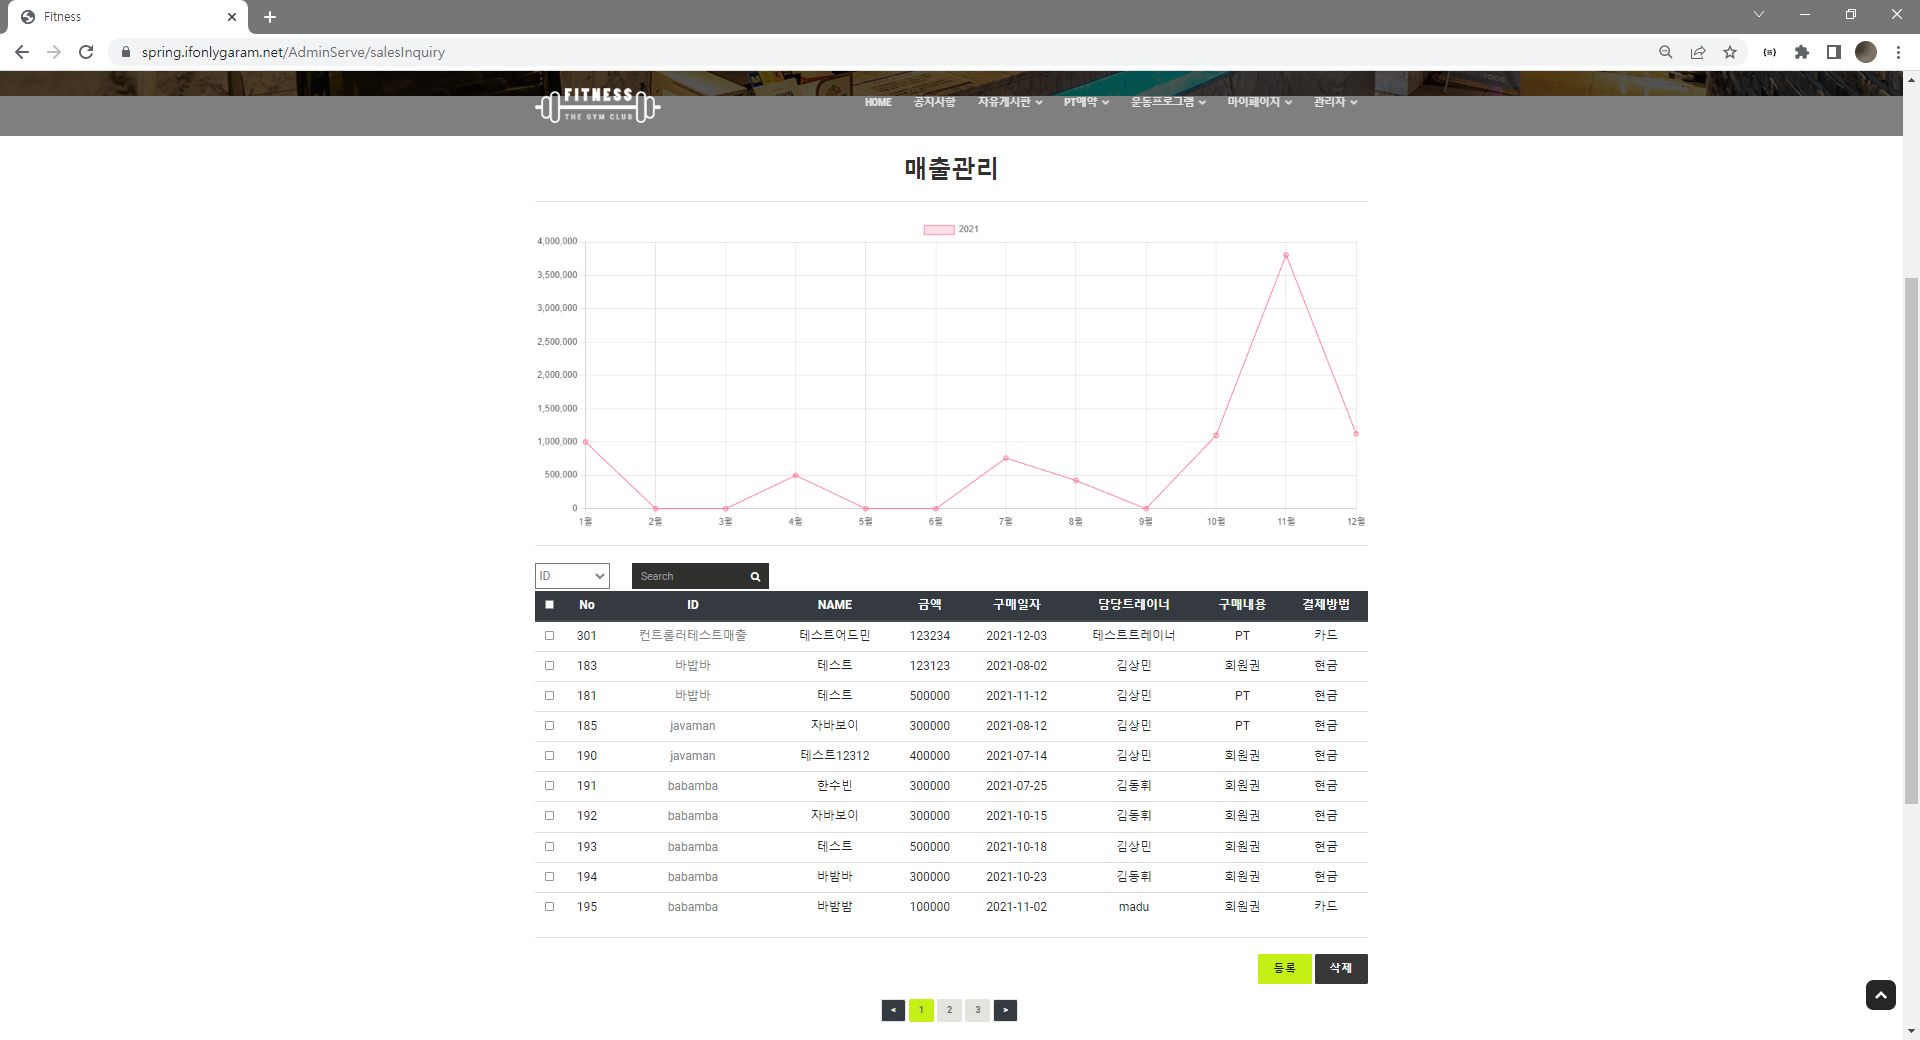 Fitness
spring.ifonlygaram.net/AdminServe/salesInquiry
FITNESS
THE GYM CLUB
HOME 공지사항 자유게시판 PT예약 운동프로그램 마이페이지 관리자
매출관리
2021
4,000,000
3,500,000
3,000,000
2,500,000
2,000,000
1,500,000
1,000,000
500,000
0
1월 2월 3월 4월 5월 6월 7월 8월 9월 10월 11월 12월
ID Search
No ID NAME 금액 구매일자 담당트레이너 구매내용 결제방법
301 컨트롤러테스트매출 테스트어드민 123234 2021-12-03 테스트트레이너 PT 카드
183 바밥바 테스트 123123 2021-08-02 김상민 회원권 현금
181 바밥바 테스트 500000 2021-11-12 김상민 PT 현금
185 javaman 자바보이 300000 2021-08-12 김상민 PT 현금
190 javaman 테스트12312 400000 2021-07-14 김상민 회원권 현금
191 babamba 한수빈 300000 2021-07-25 김동휘 회원권 현금
192 babamba 자바보이 300000 2021-10-15 김동휘 회원권 현금
193 babamba 테스트 500000 2021-10-18 김상민 회원권 현금
194 babamba 바밤바 300000 2021-10-23 김동휘 회원권 현금
195 babamba 바밤밤 100000 2021-11-02 madu 회원권 카드
등록 삭제
< 1 2 3 >